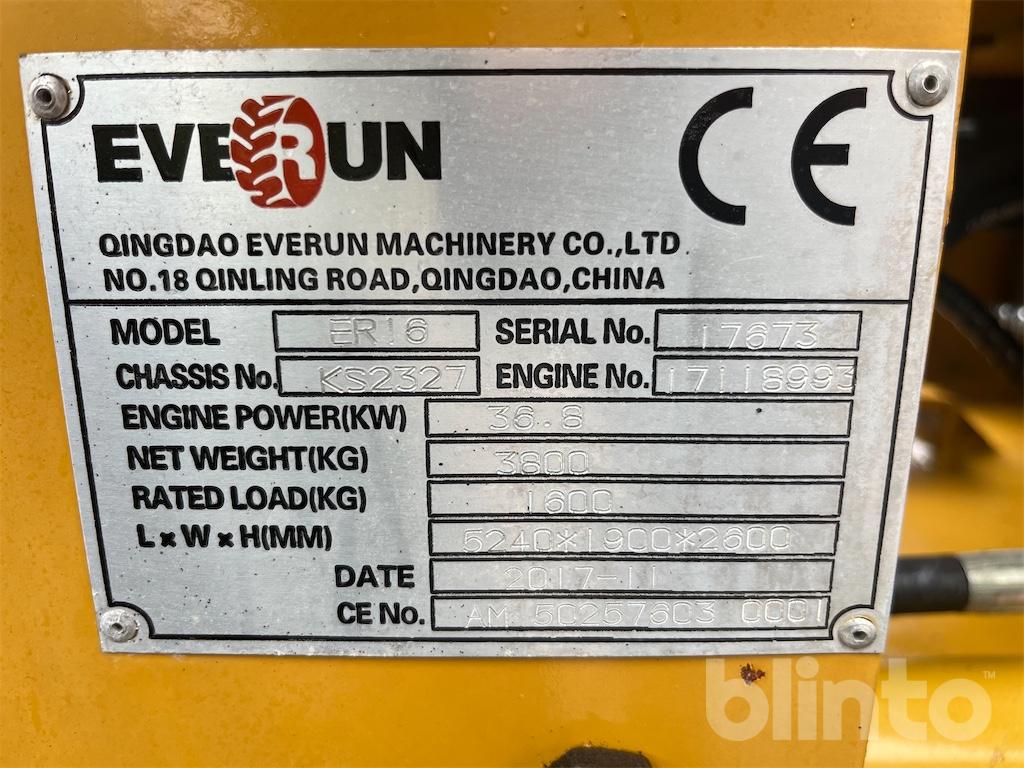 EVERUN
CE
QINGDAO EVERUN MACHINERY CO.,LTD
NO.18 QINLING ROAD,QINGDAO,CHINA
MODEL ER16 SERIAL No. 17673
CHASSIS No. KS2327 ENGINE No. 17118993
ENGINE POWER(KW) 36.8
NET WEIGHT(KG) 3800
RATED LOAD(KG) 1600
L×W×H(MM) 5240*1900*2600
DATE 2017-11
CE No. AM 50257603 0001
blinto™